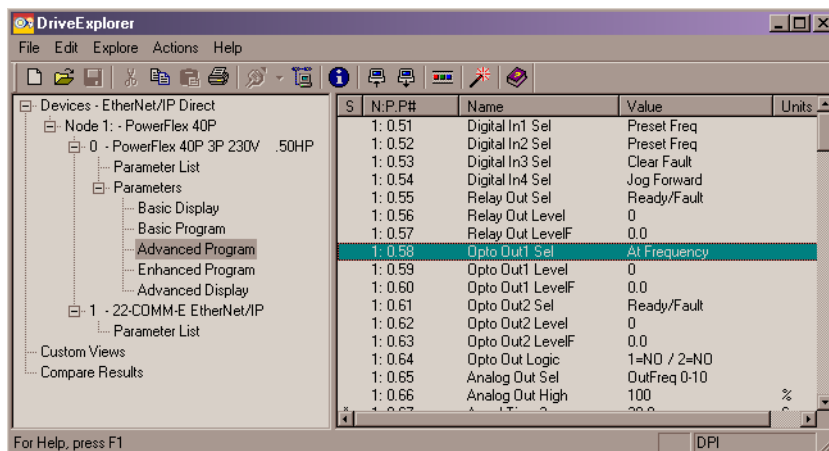 DriveExplorer
File Edit Explore Actions Help
Devices - EtherNet/IP Direct
Node 1: - PowerFlex 40P
0 - PowerFlex 40P 3P 230V .50HP
Parameter List
Parameters
Basic Display
Basic Program
Advanced Program
Enhanced Program
Advanced Display
1 - 22-COMM-E EtherNet/IP
Parameter List
Custom Views
Compare Results
S N:P.P# Name Value Units
1: 0.51 Digital In1 Sel Preset Freq
1: 0.52 Digital In2 Sel Preset Freq
1: 0.53 Digital In3 Sel Clear Fault
1: 0.54 Digital In4 Sel Jog Forward
1: 0.55 Relay Out Sel Ready/Fault
1: 0.56 Relay Out Level 0
1: 0.57 Relay Out LevelF 0.0
1: 0.58 Opto Out1 Sel At Frequency
1: 0.59 Opto Out1 Level 0
1: 0.60 Opto Out1 LevelF 0.0
1: 0.61 Opto Out2 Sel Ready/Fault
1: 0.62 Opto Out2 Level 0
1: 0.63 Opto Out2 LevelF 0.0
1: 0.64 Opto Out Logic 1=NO / 2=NO
1: 0.65 Analog Out Sel OutFreq 0-10
1: 0.66 Analog Out High 100 %
For Help, press F1
DPI